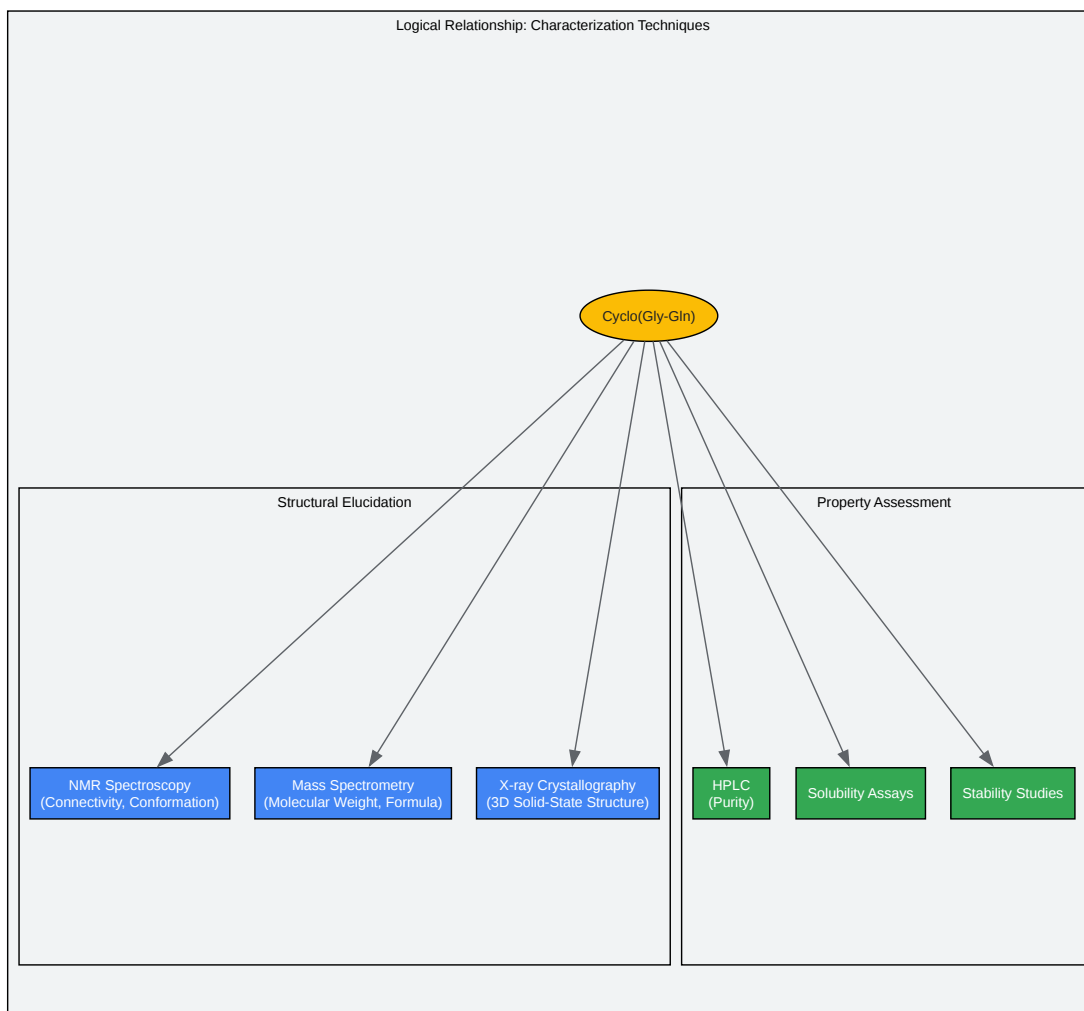 Logical Relationship: Characterization Techniques
Cyclo(Gly-Gln)
Structural Elucidation
Property Assessment
NMR Spectroscopy
(Connectivity, Conformation)
Mass Spectrometry
(Molecular Weight, Formula)
X-ray Crystallography
(3D Solid-State Structure)
HPLC
(Purity)
Solubility Assays
Stability Studies